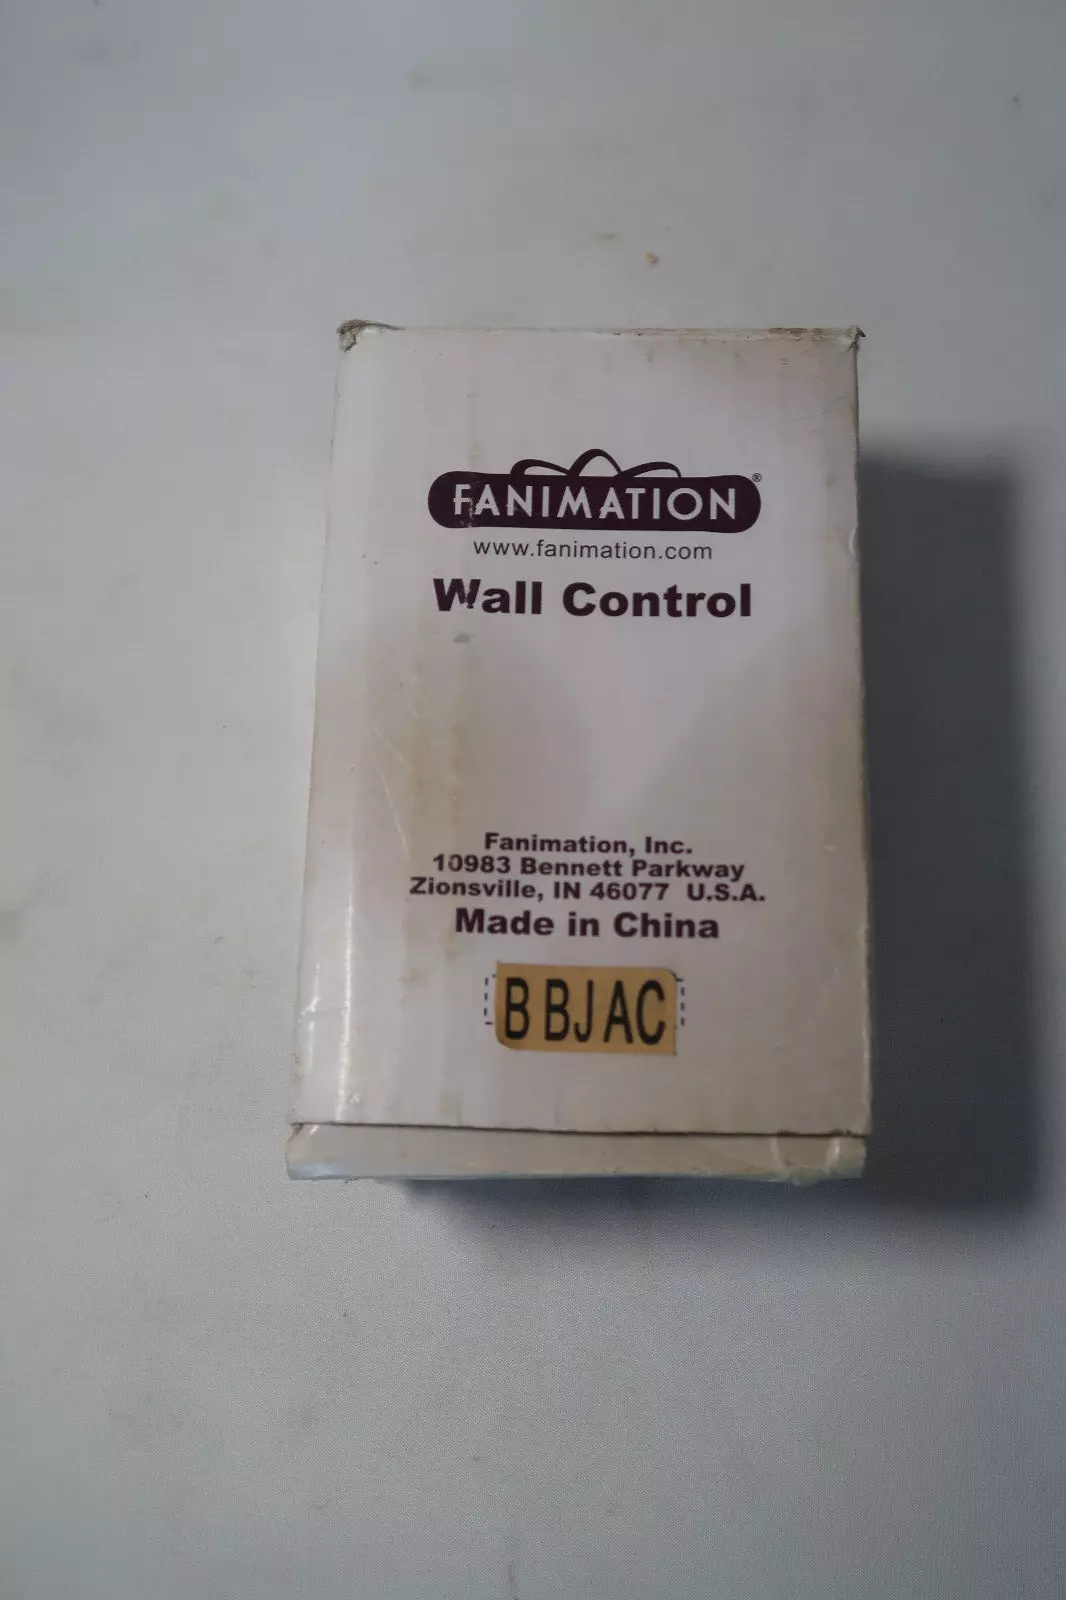 FANIMATION®
www.fanimation.com
Wall Control
Fanimation, Inc.
10983 Bennett Parkway
Zionsville, IN 46077 U.S.A.
Made in China
BBJAC